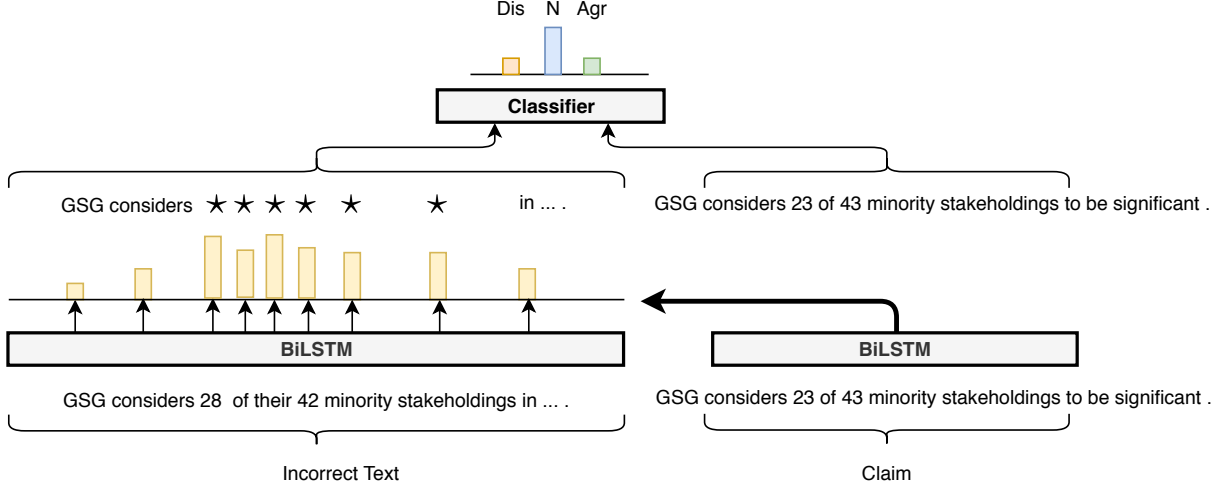 Dis N Agr
Classifier
GSG considers ★ ★ ★ ★ ★ ★ in ... .
GSG considers 23 of 43 minority stakeholdings to be significant .
BiLSTM
BiLSTM
GSG considers 28 of their 42 minority stakeholdings in ... .
GSG considers 23 of 43 minority stakeholdings to be significant .
Incorrect Text
Claim